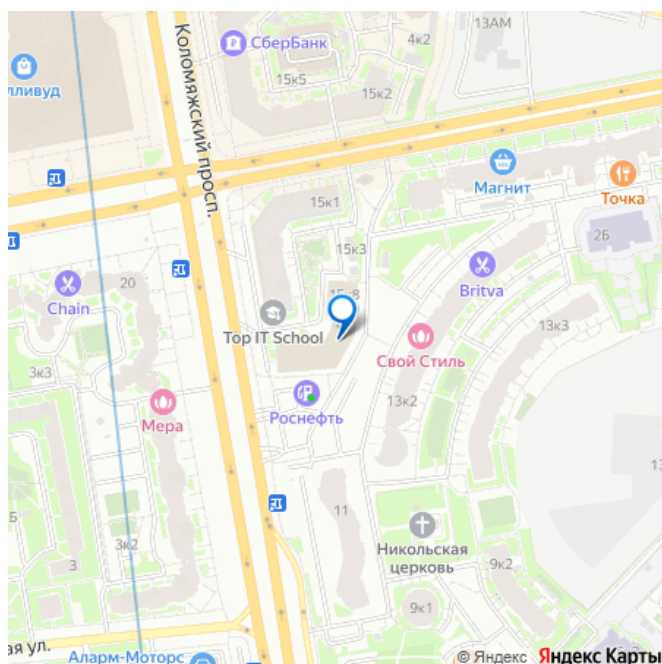 13АМ
4к2
СберБанк
15к5
15к2
лливуд
Коломяжский просп.
Магнит
Точка
15к1
2Б
15к3
Britva
20
Chain
Top IT School
Свой Стиль
13к3
3к3
Роснефть
13к2
Мера
11
Никольская
церковь
3к2
3
9к2
9к1
ая ул.
Аларм-Моторс
© Яндекс Яндекс Карты